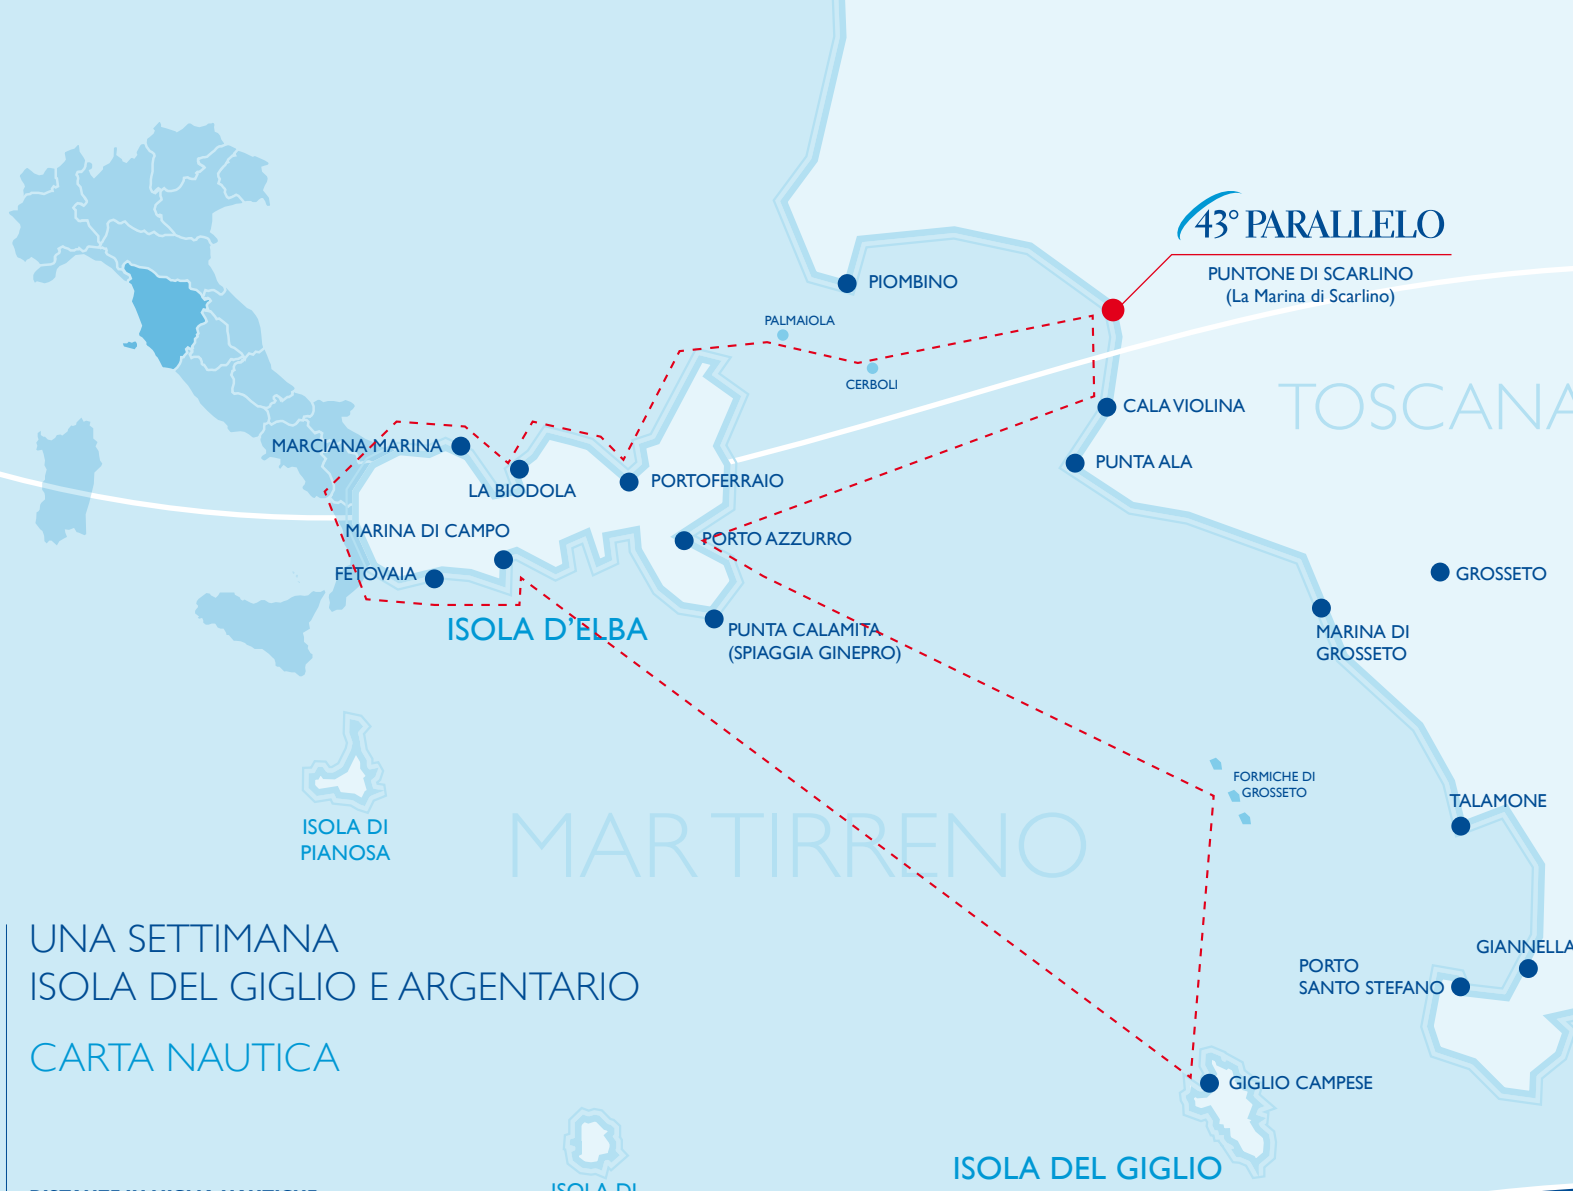 43° PARALLELO
PUNTONE DI SCARLINO
(La Marina di Scarlino)
PIOMBINO
PALMAIOLA
CERBOLI
CALA VIOLINA
TOSCANA
PUNTA ALA
MARCIANA MARINA
LA BIODOLA
PORTOFERRAIO
MARINA DI CAMPO
PORTO AZZURRO
FETOVAIA
GROSSETO
ISOLA D'ELBA
PUNTA CALAMITA
(SPIAGGIA GINEPRO)
MARINA DI
GROSSETO
FORMICHE DI
GROSSETO
TALAMONE
ISOLA DI
PIANOSA
MAR TIRRENO
UNA SETTIMANA
ISOLA DEL GIGLIO E ARGENTARIO
GIANNELLA
PORTO
SANTO STEFANO
CARTA NAUTICA
GIGLIO CAMPESE
ISOLA DEL GIGLIO
ISOLA DI